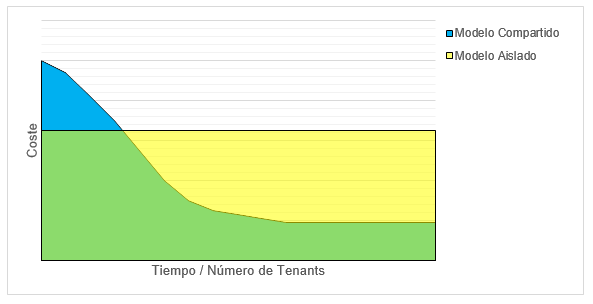 Modelo Compartido
Modelo Aislado
Coste
Tiempo / Número de Tenants